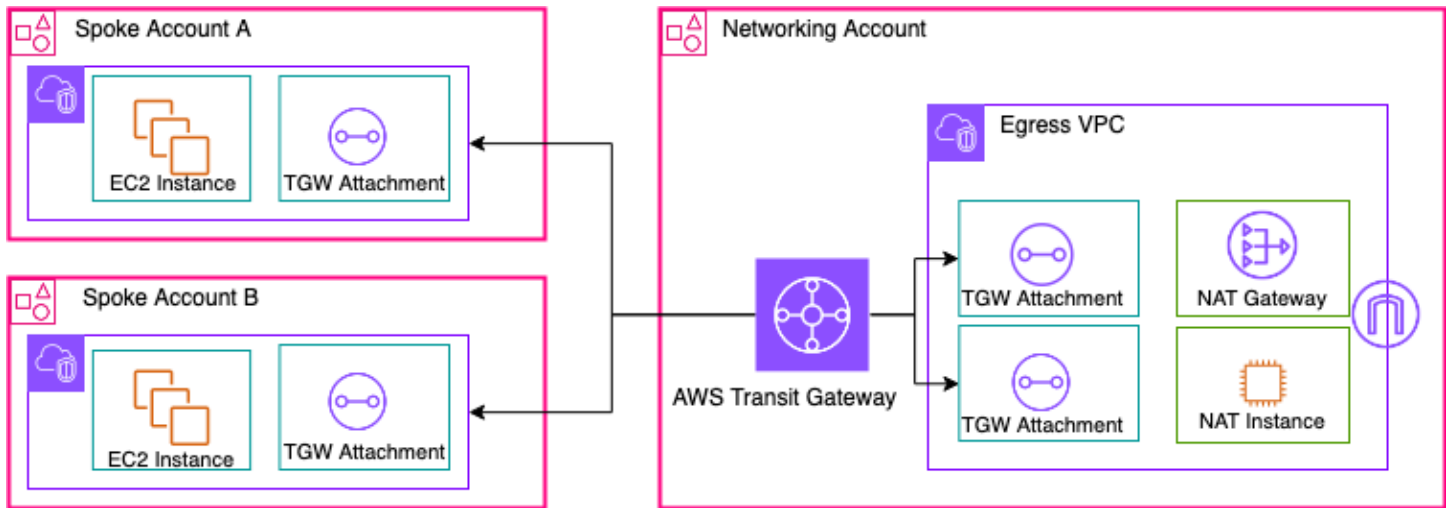 Spoke Account A
EC2 Instance
TGW Attachment
Spoke Account B
EC2 Instance
TGW Attachment
Networking Account
AWS Transit Gateway
Egress VPC
TGW Attachment
NAT Gateway
TGW Attachment
NAT Instance